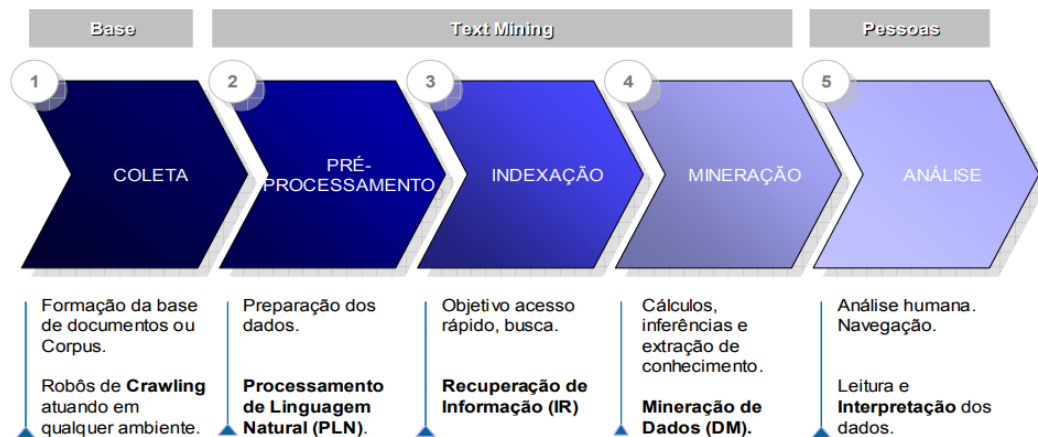 Base
Text Mining
Pessoas
1
2
3
4
5
COLETA
PRÉ-
PROCESSAMENTO
INDEXAÇÃO
MINERAÇÃO
ANÁLISE
Formação da base
de documentos ou
Corpus.
Robôs de Crawling
atuando em
qualquer ambiente.
Preparação dos
dados.
Processamento
de Linguagem
Natural (PLN).
Objetivo acesso
rápido, busca.
Recuperação de
Informação (IR)
Cálculos,
inferências e
extração de
conhecimento.
Mineração de
Dados (DM).
Análise humana.
Navegação.
Leitura e
Interpretação dos
dados.